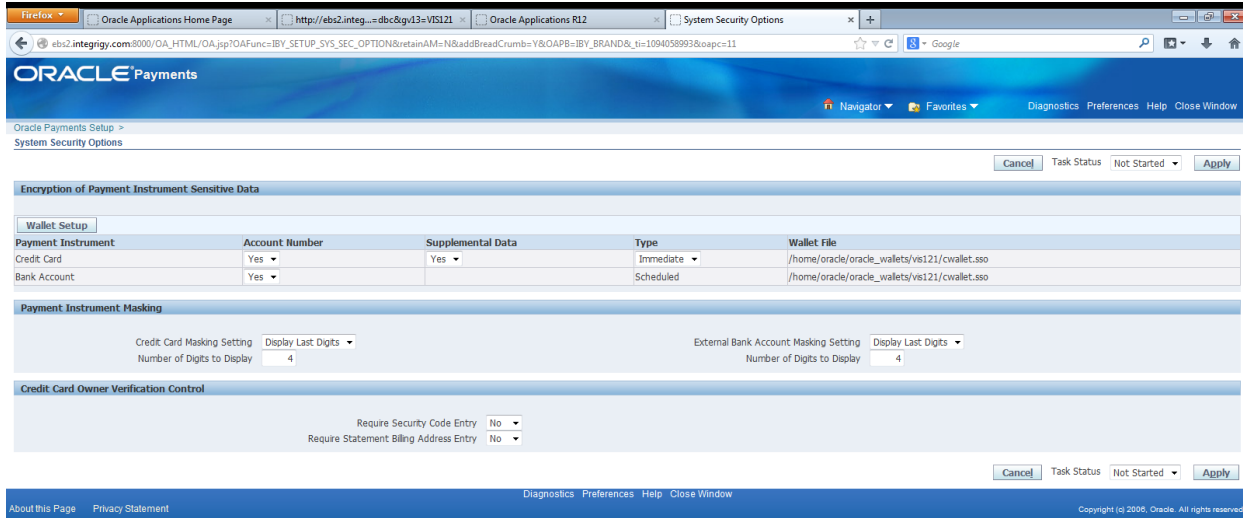 Firefox
Oracle Applications Home Page × http://ebs2.integ...=dbc&gv13=VIS121 × Oracle Applications R12 × System Security Options × +
ebs2.integrigy.com:8000/OA_HTML/OA.jsp?OAFunc=IBY_SETUP_SYS_SEC_OPTION&retainAM=N&addBreadCrumb=Y&OAPB=IBY_BRAND&_ti=1094058993&oapc=11 Google
ORACLE Payments
Navigator Favorites Diagnostics Preferences Help Close Window
Oracle Payments Setup >
System Security Options
Cancel Task Status Not Started Apply
Encryption of Payment Instrument Sensitive Data
Wallet Setup
Payment Instrument Account Number Supplemental Data Type Wallet File
Credit Card Yes Yes Immediate /home/oracle/oracle_wallets/vis121/cwallet.sso
Bank Account Yes Scheduled /home/oracle/oracle_wallets/vis121/cwallet.sso
Payment Instrument Masking
Credit Card Masking Setting Display Last Digits External Bank Account Masking Setting Display Last Digits
Number of Digits to Display 4 Number of Digits to Display 4
Credit Card Owner Verification Control
Require Security Code Entry No
Require Statement Billing Address Entry No
Cancel Task Status Not Started Apply
Diagnostics Preferences Help Close Window
About this Page Privacy Statement Copyright (c) 2006, Oracle. All rights reserved